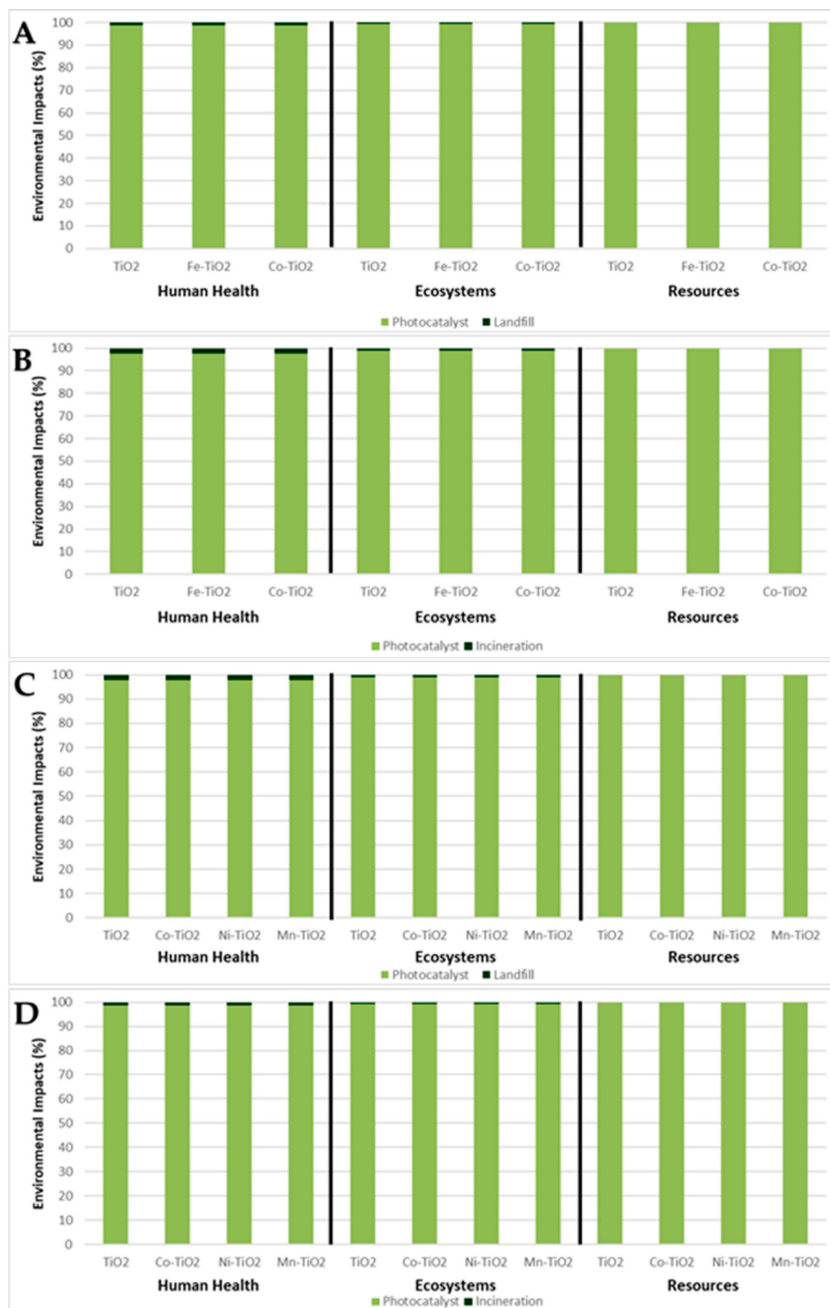 A
Environmental Impacts (%)
100
90
80
70
60
50
40
30
20
10
0
TiO2 Fe-TiO2 Co-TiO2 TiO2 Fe-TiO2 Co-TiO2 TiO2 Fe-TiO2 Co-TiO2
Human Health Ecosystems Resources
Photocatalyst Landfill
B
Environmental Impacts (%)
100
90
80
70
60
50
40
30
20
10
0
TiO2 Fe-TiO2 Co-TiO2 TiO2 Fe-TiO2 Co-TiO2 TiO2 Fe-TiO2 Co-TiO2
Human Health Ecosystems Resources
Photocatalyst Incineration
C
Environmental Impacts (%)
100
90
80
70
60
50
40
30
20
10
0
TiO2 Co-TiO2 Ni-TiO2 Mn-TiO2 TiO2 Co-TiO2 Ni-TiO2 Mn-TiO2 TiO2 Co-TiO2 Ni-TiO2 Mn-TiO2
Human Health Ecosystems Resources
Photocatalyst Landfill
D
Environmental Impacts (%)
100
90
80
70
60
50
40
30
20
10
0
TiO2 Co-TiO2 Ni-TiO2 Mn-TiO2 TiO2 Co-TiO2 Ni-TiO2 Mn-TiO2 TiO2 Co-TiO2 Ni-TiO2 Mn-TiO2
Human Health Ecosystems Resources
Photocatalyst Incineration